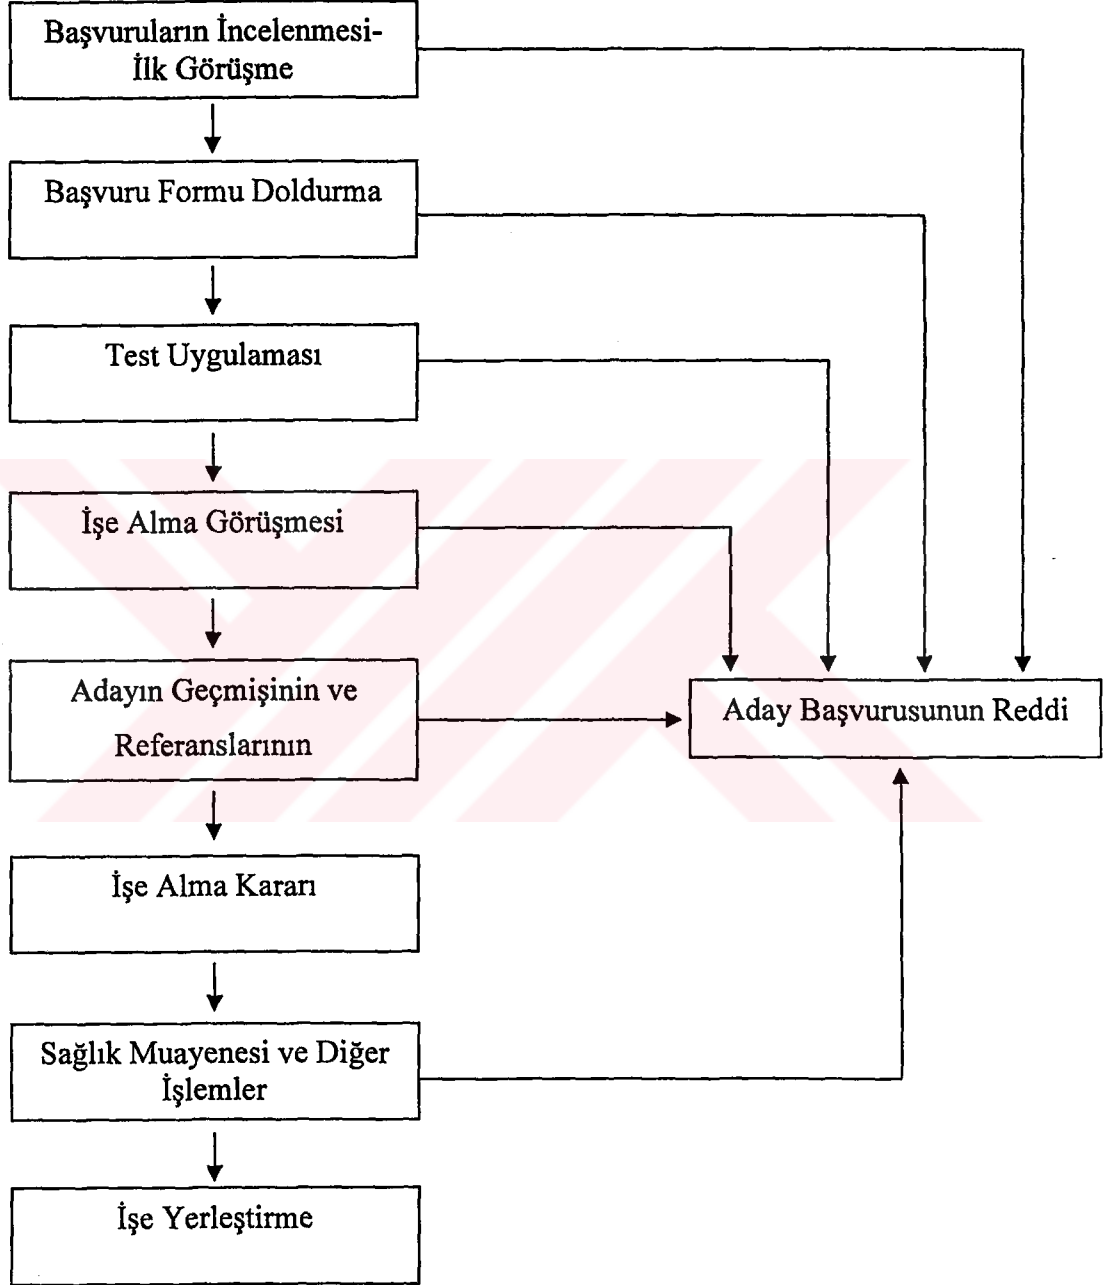 Başvuruların İncelenmesi-
İlk Görüşme
Başvuru Formu Doldurma
Test Uygulaması
İşe Alma Görüşmesi
Adayın Geçmişinin ve
Referanslarının
Aday Başvurusunun Reddi
İşe Alma Kararı
Sağlık Muayenesi ve Diğer
İşlemler
İşe Yerleştirme